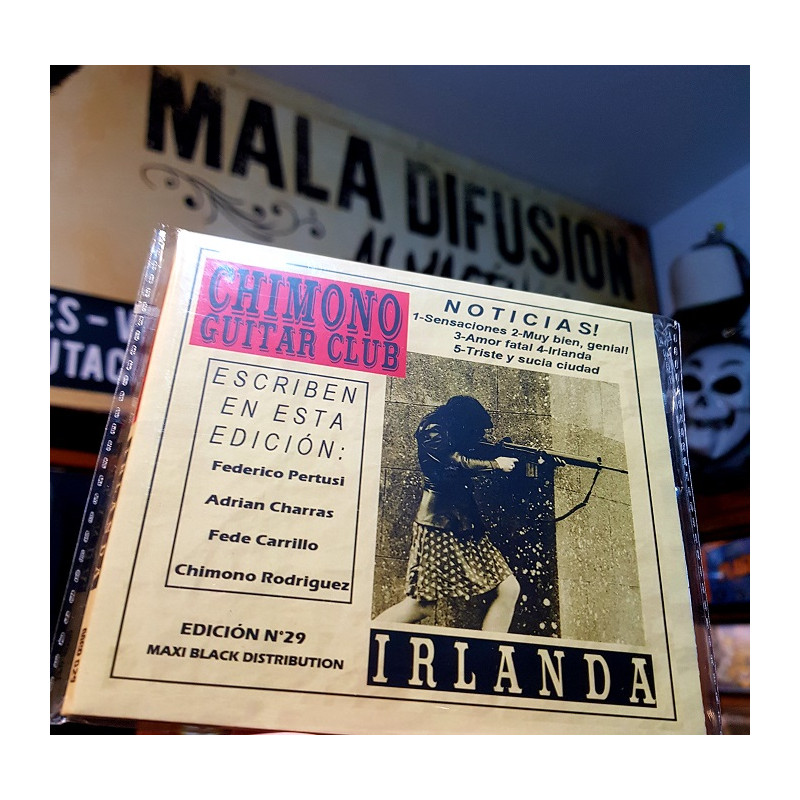 MALA DIFUSION
CHIMONO
GUITAR CLUB
NOTICIAS!
1-Sensaciones 2-Muy bien, genial!
3-Amor fatal 4-Irlanda
5-Triste y sucia ciudad
ESCRIBEN
EN ESTA
EDICIÓN:
Federico Pertusi
Adrian Charras
Fede Carrillo
Chimono Rodriguez
EDICIÓN N°29
MAXI BLACK DISTRIBUTION
IRLANDA